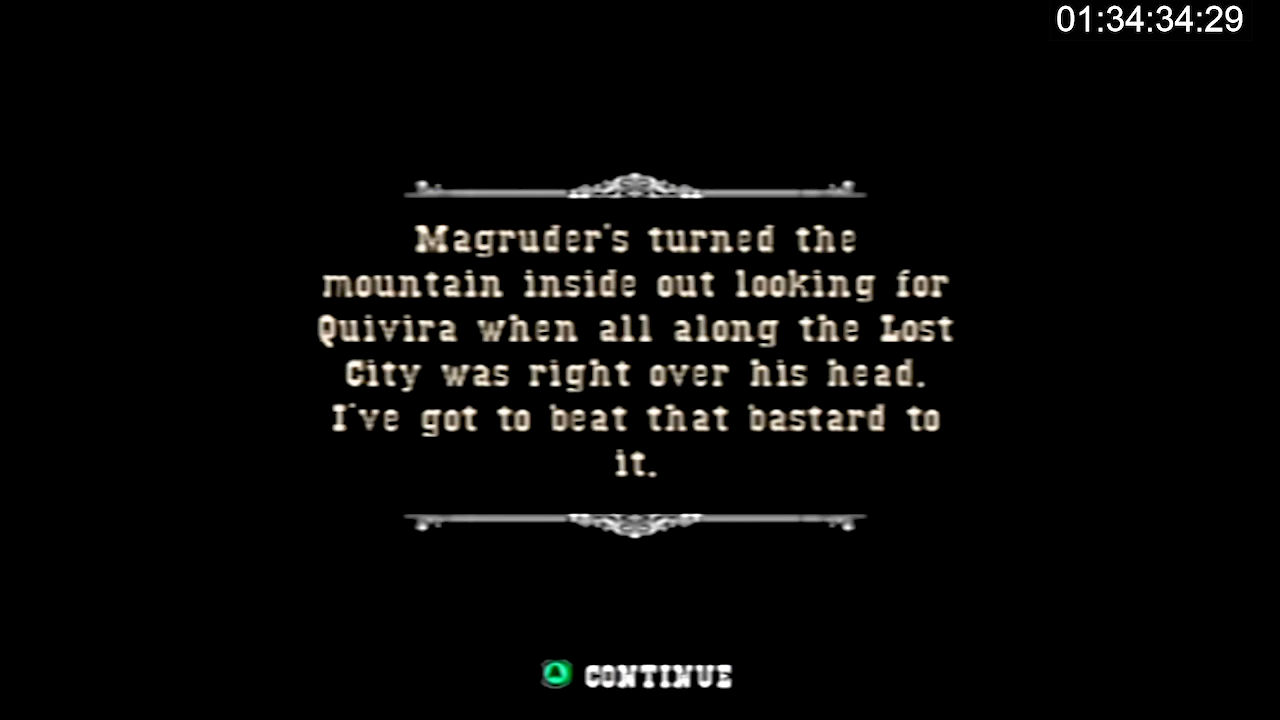 01:34:34:29
Magruder's turned the
mountain inside out looking for
Quivira when all along the Lost
City was right over his head.
I've got to beat that bastard to
it.
CONTINUE